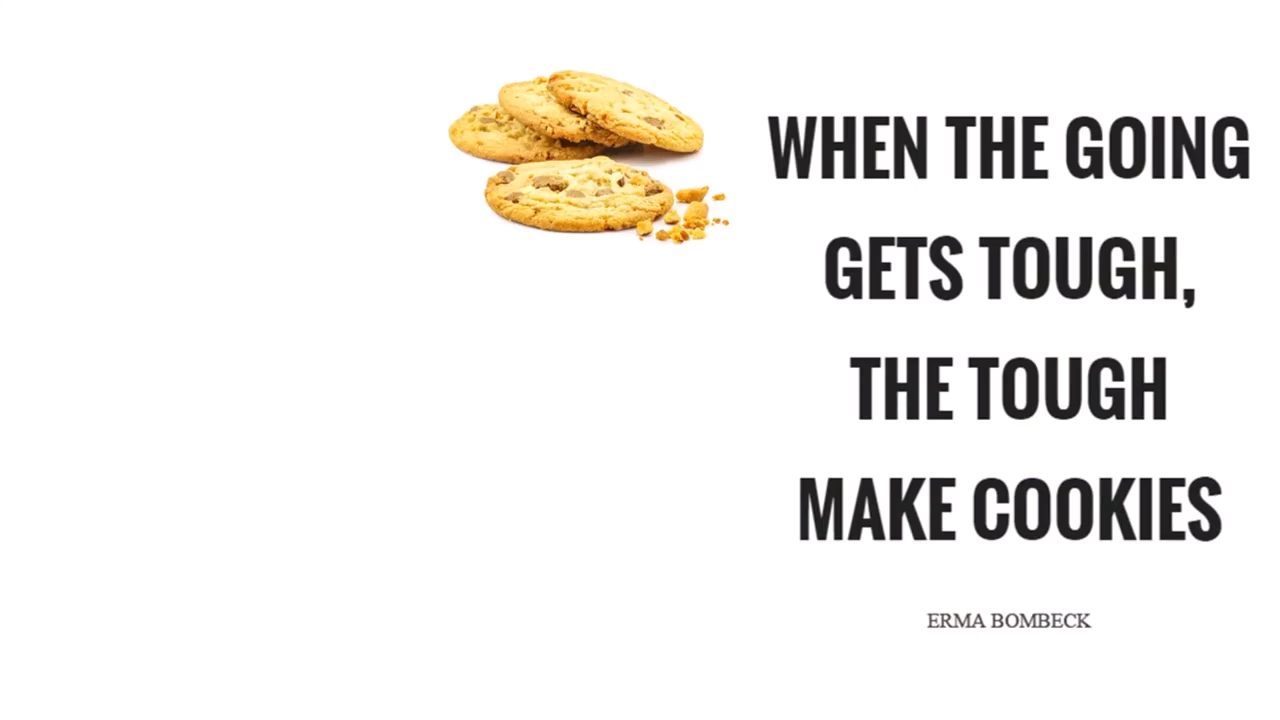 WHEN THE GOING
GETS TOUGH,
THE TOUGH
MAKE COOKIES
ERMA BOMBECK